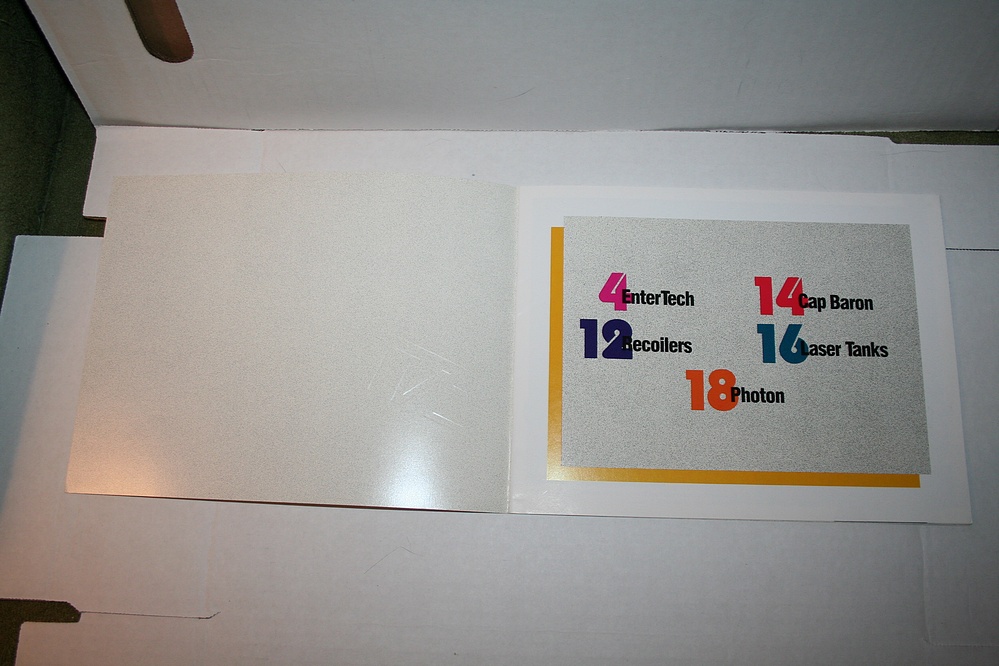 4 EnterTech
12 Recoilers
14 Cap Baron
16 Laser Tanks
18 Photon